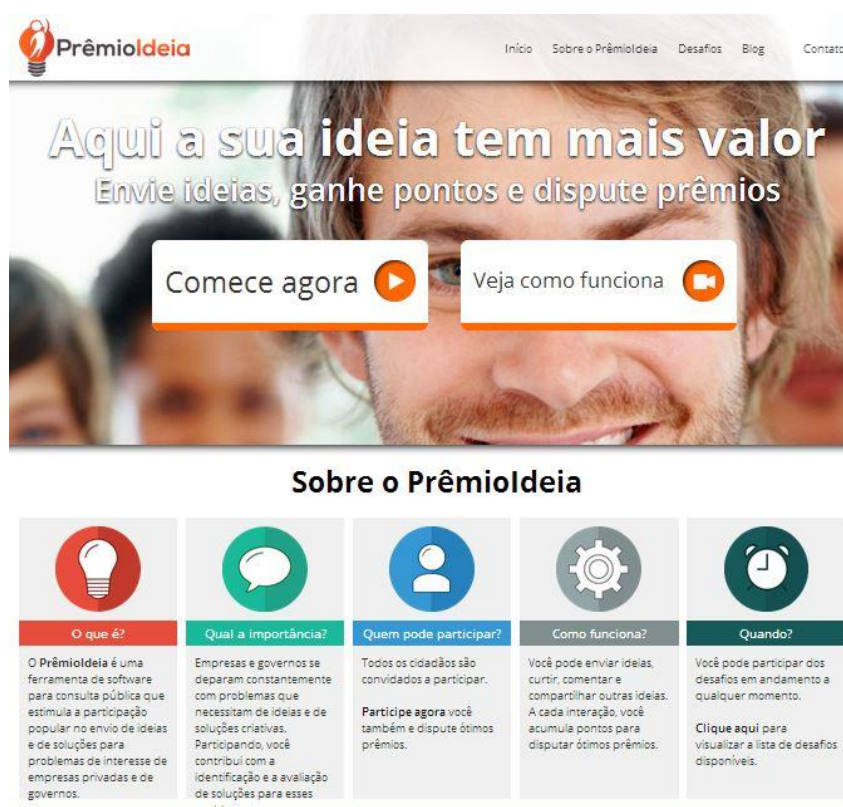 PrêmioIdeia
Início Sobre o PrêmioIdeia Desafios Blog Contato
Aqui a sua ideia tem mais valor
Envie ideias, ganhe pontos e dispute prêmios
Comece agora
Veja como funciona
Sobre o PrêmioIdeia
O que é?
O PrêmioIdeia é uma
ferramenta de software
para consulta pública que
estimula a participação
popular no envio de ideias
e de soluções para
problemas de interesse de
empresas privadas e de
governos.
Qual a importância?
Empresas e governos se
deparam constantemente
com problemas que
necessitam de ideias e de
soluções criativas.
Participando, você
contribui com a
identificação e a avaliação
de soluções para esses
Quem pode participar?
Todos os cidadãos são
convidados a participar.
Participe agora você
também e dispute ótimos
prêmios.
Como funciona?
Você pode enviar ideias,
curtir, comentar e
compartilhar outras ideias.
A cada interação, você
acumula pontos para
disputar ótimos prêmios.
Quando?
Você pode participar dos
desafios em andamento a
qualquer momento.
Clique aqui para
visualizar a lista de desafios
disponíveis.